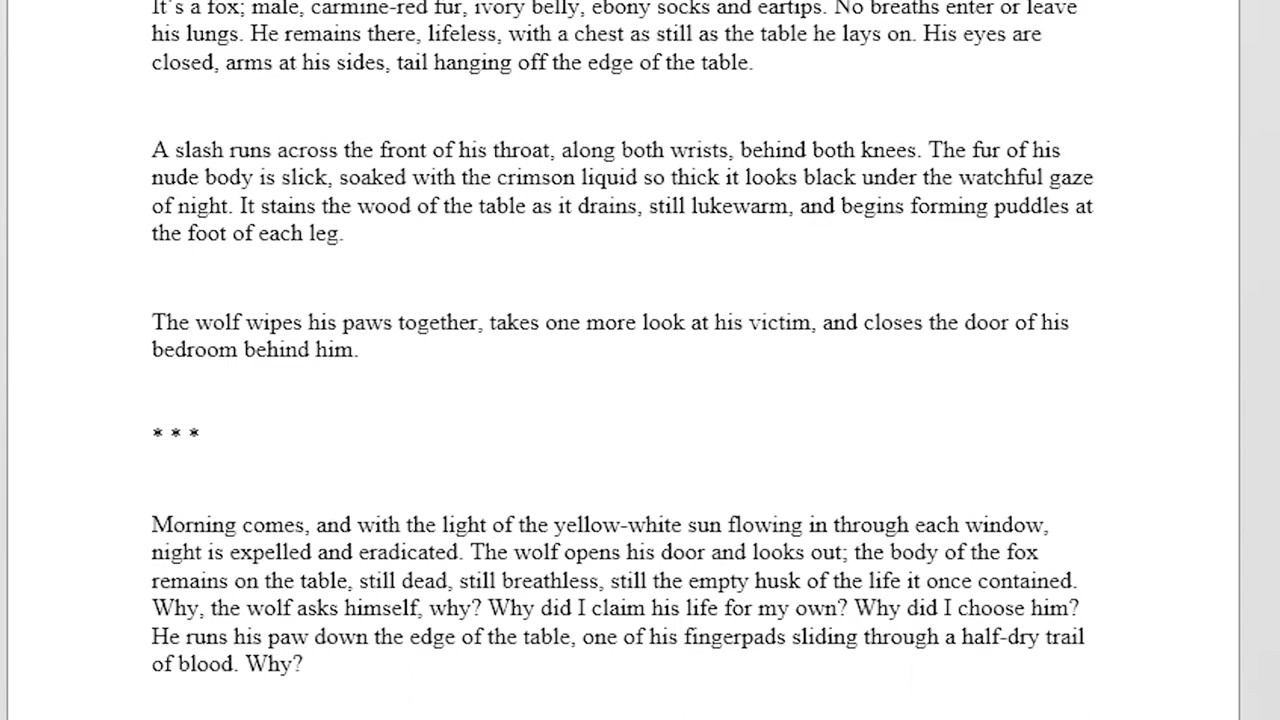 It's a fox; male, carmine-red fur, ivory belly, ebony socks and eartips. No breaths enter or leave
his lungs. He remains there, lifeless, with a chest as still as the table he lays on. His eyes are
closed, arms at his sides, tail hanging off the edge of the table.
A slash runs across the front of his throat, along both wrists, behind both knees. The fur of his
nude body is slick, soaked with the crimson liquid so thick it looks black under the watchful gaze
of night. It stains the wood of the table as it drains, still lukewarm, and begins forming puddles at
the foot of each leg.
The wolf wipes his paws together, takes one more look at his victim, and closes the door of his
bedroom behind him.
* * *
Morning comes, and with the light of the yellow-white sun flowing in through each window,
night is expelled and eradicated. The wolf opens his door and looks out; the body of the fox
remains on the table, still dead, still breathless, still the empty husk of the life it once contained.
Why, the wolf asks himself, why? Why did I claim his life for my own? Why did I choose him?
He runs his paw down the edge of the table, one of his fingerpads sliding through a half-dry trail
of blood. Why?